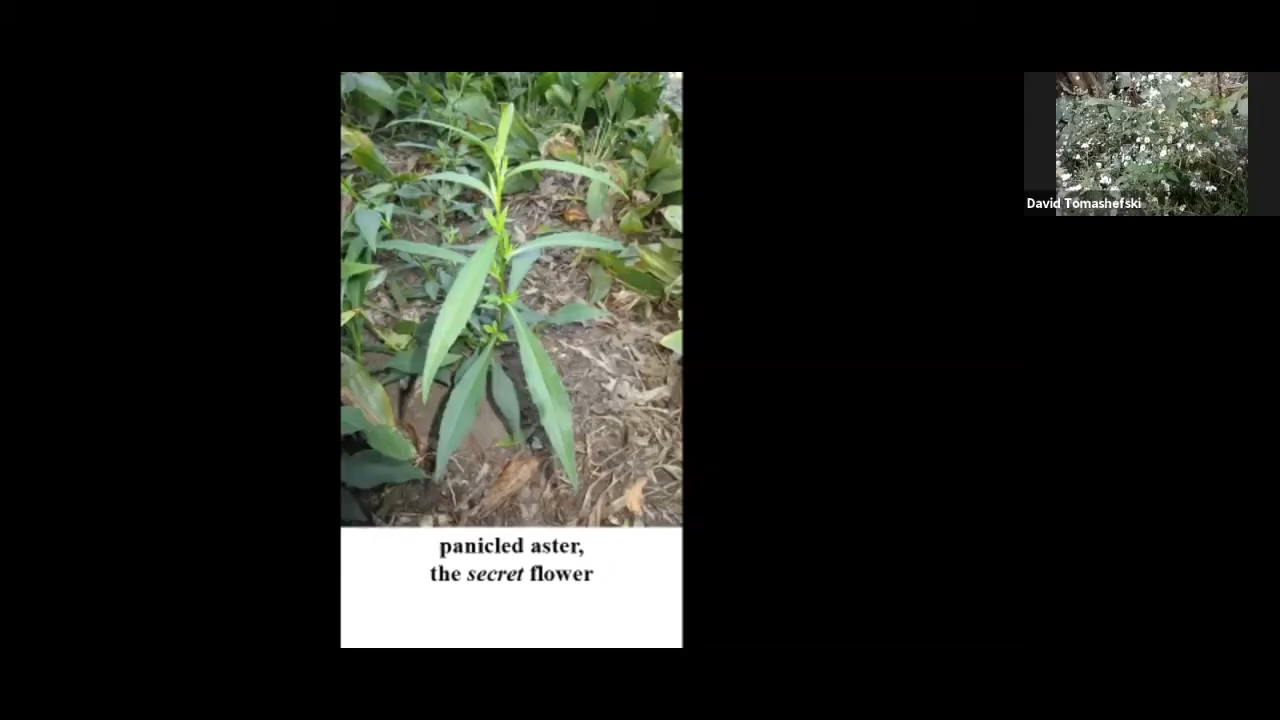 panicled aster,
the secret flower
David Tomashefski